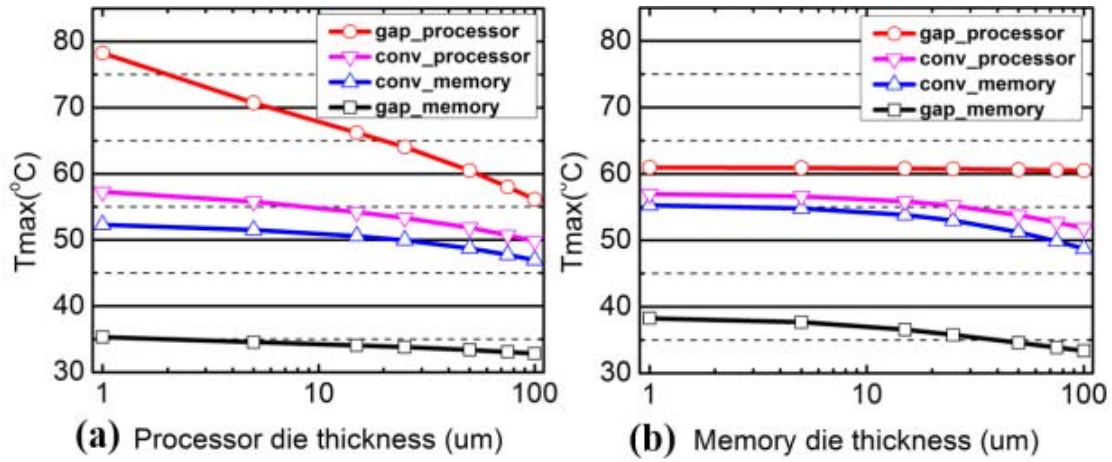 gap_processor
conv_processor
conv_memory
gap_memory
80
70
60
50
40
30
Tmax(°C)
1
10
100
(a) Processor die thickness (um)
gap_processor
conv_processor
conv_memory
gap_memory
80
70
60
50
40
30
Tmax(°C)
1
10
100
(b) Memory die thickness (um)